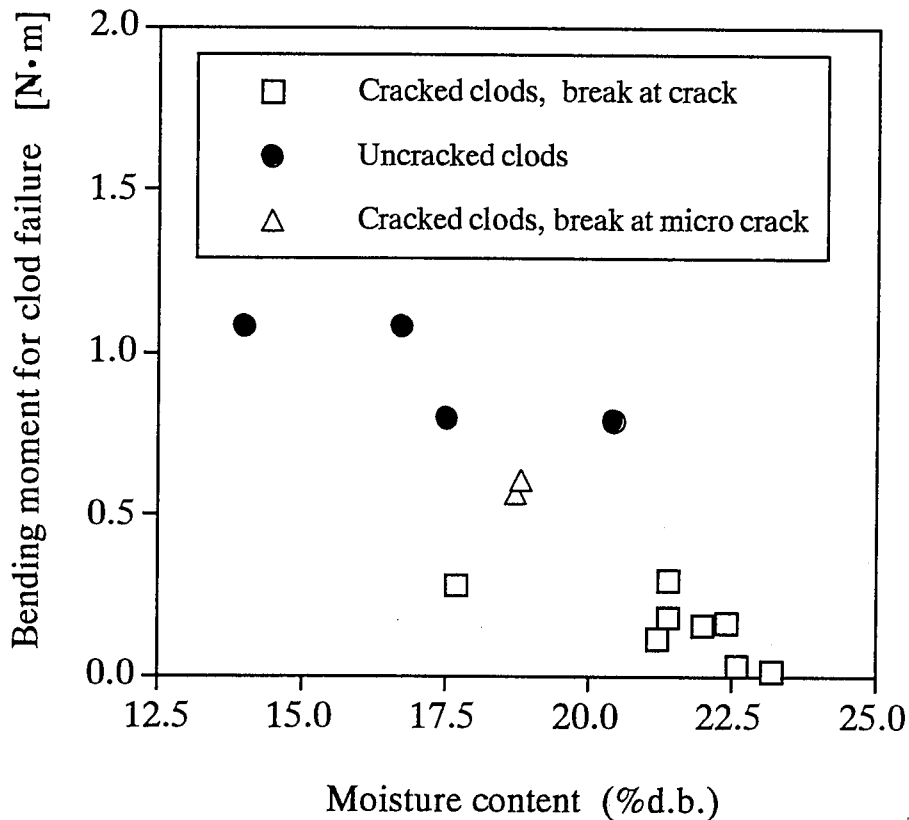 2.0
1.5
1.0
0.5
0.0
Bending moment for clod failure [N·m]
Cracked clods, break at crack
Uncracked clods
Cracked clods, break at micro crack
12.5 15.0 17.5 20.0 22.5 25.0
Moisture content (%d.b.)